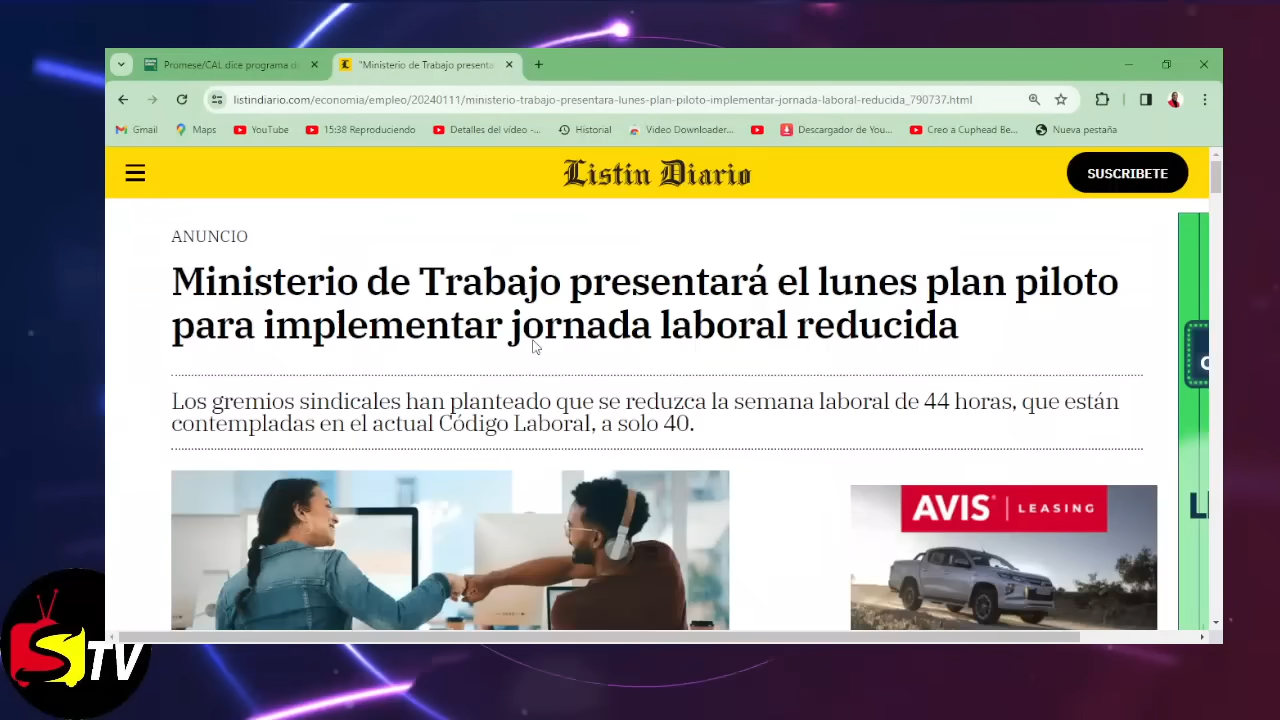 Promese/CAL dice programa d
"Ministerio de Trabajo presenta
listindiario.com/economia/empleo/20240111/ministerio-trabajo-presentara-lunes-plan-piloto-implementar-jornada-laboral-reducida_790737.html
Gmail Maps YouTube 15:38 Reproduciendo Detalles del vídeo -... Historial Video Downloader... Descargador de You... Creo a Cuphead Be... Nueva pestaña
Listin Diario
SUSCRIBETE
ANUNCIO
Ministerio de Trabajo presentará el lunes plan piloto
para implementar jornada laboral reducida
Los gremios sindicales han planteado que se reduzca la semana laboral de 44 horas, que están
contempladas en el actual Código Laboral, a solo 40.
AVIS LEASING
STV